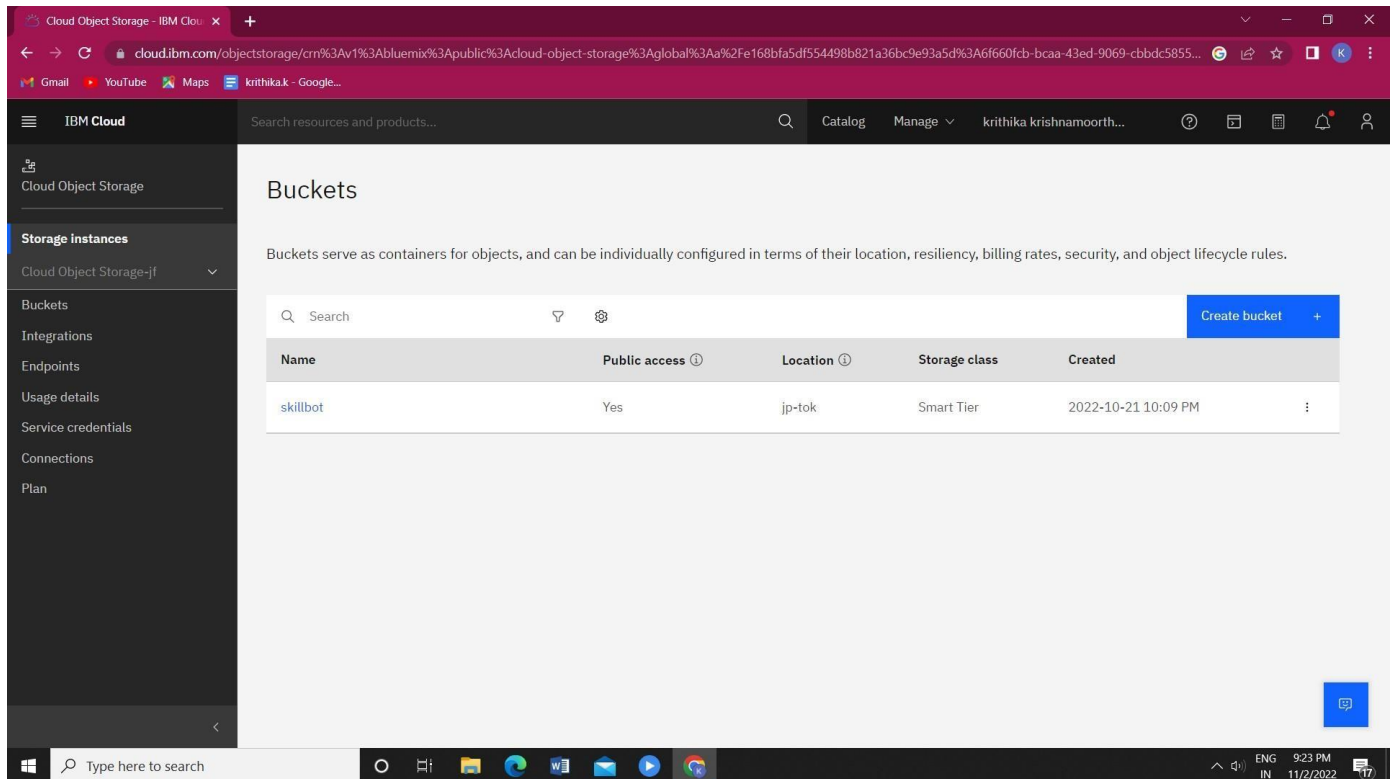 Cloud Object Storage - IBM Clou
cloud.ibm.com/objectstorage/crn%3Av1%3Abluemix%3Apublic%3Acloud-object-storage%3Aglobal%3Aa%2Fe168bfa5df554498b821a36bc9e93a5d%3A6f660fcb-bcaa-43ed-9069-cbbdc5855... K
Gmail YouTube Maps krithika.k - Google...
IBM Cloud Search resources and products... Catalog Manage krithika krishnamoorth...
Cloud Object Storage
Storage instances
Cloud Object Storage-jf
Buckets
Integrations
Endpoints
Usage details
Service credentials
Connections
Plan
Buckets
Buckets serve as containers for objects, and can be individually configured in terms of their location, resiliency, billing rates, security, and object lifecycle rules.
Search Create bucket +
Name Public access Location Storage class Created
skillbot Yes jp-tok Smart Tier 2022-10-21 10:09 PM
Type here to search
ENG 9:23 PM
IN 11/2/2022 17